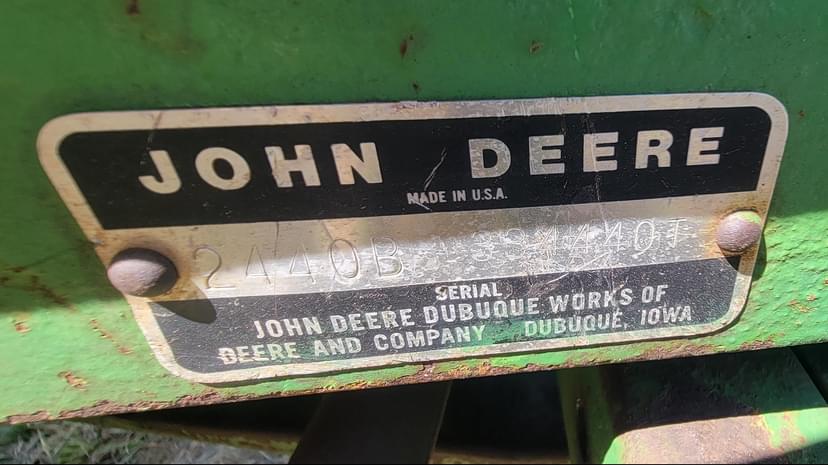 JOHN DEERE
MADE IN U.S.A.
2440B
SERIAL
JOHN DEERE DUBUQUE WORKS OF
DEERE AND COMPANY DUBUQUE, IOWA